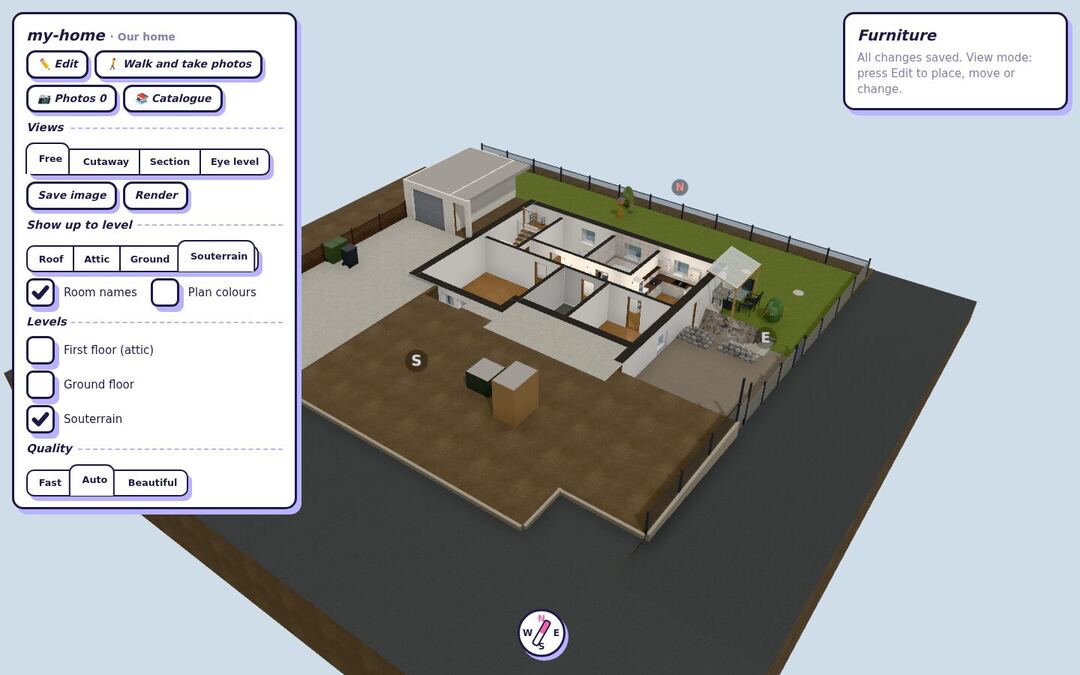 my-home · Our home
✏️ Edit
🚶 Walk and take photos
📷 Photos 0
📚 Catalogue
Views
Free
Cutaway
Section
Eye level
Save image
Render
Show up to level
Roof
Attic
Ground
Souterrain
Room names
Plan colours
Levels
First floor (attic)
Ground floor
Souterrain
Quality
Fast
Auto
Beautiful
Furniture
All changes saved. View mode:
press Edit to place, move or
change.
N
E
S
N
W E
S